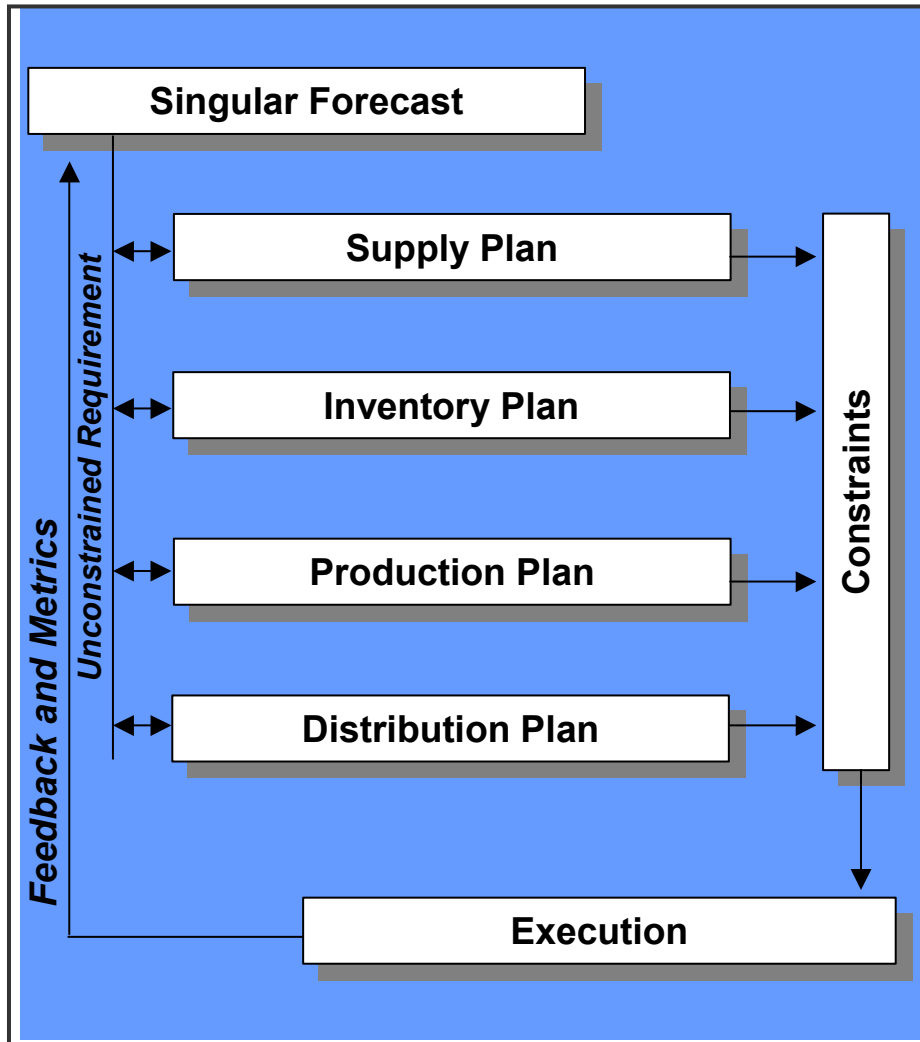 Singular Forecast
Supply Plan
Inventory Plan
Production Plan
Distribution Plan
Constraints
Unconstrained Requirement
Feedback and Metrics
Execution